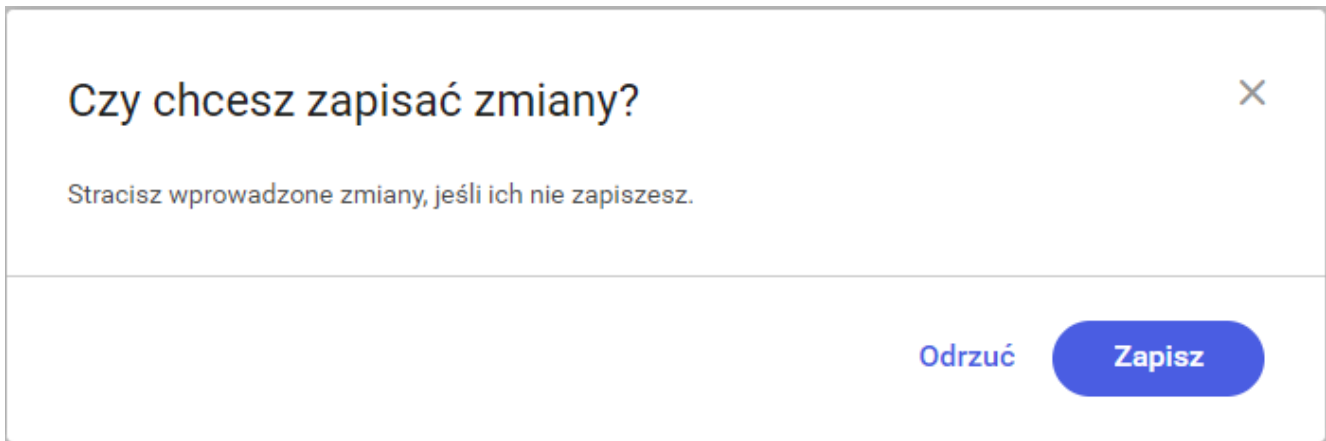 Czy chcesz zapisać zmiany?
Stracisz wprowadzone zmiany, jeśli ich nie zapiszesz.
Odrzuć
Zapisz